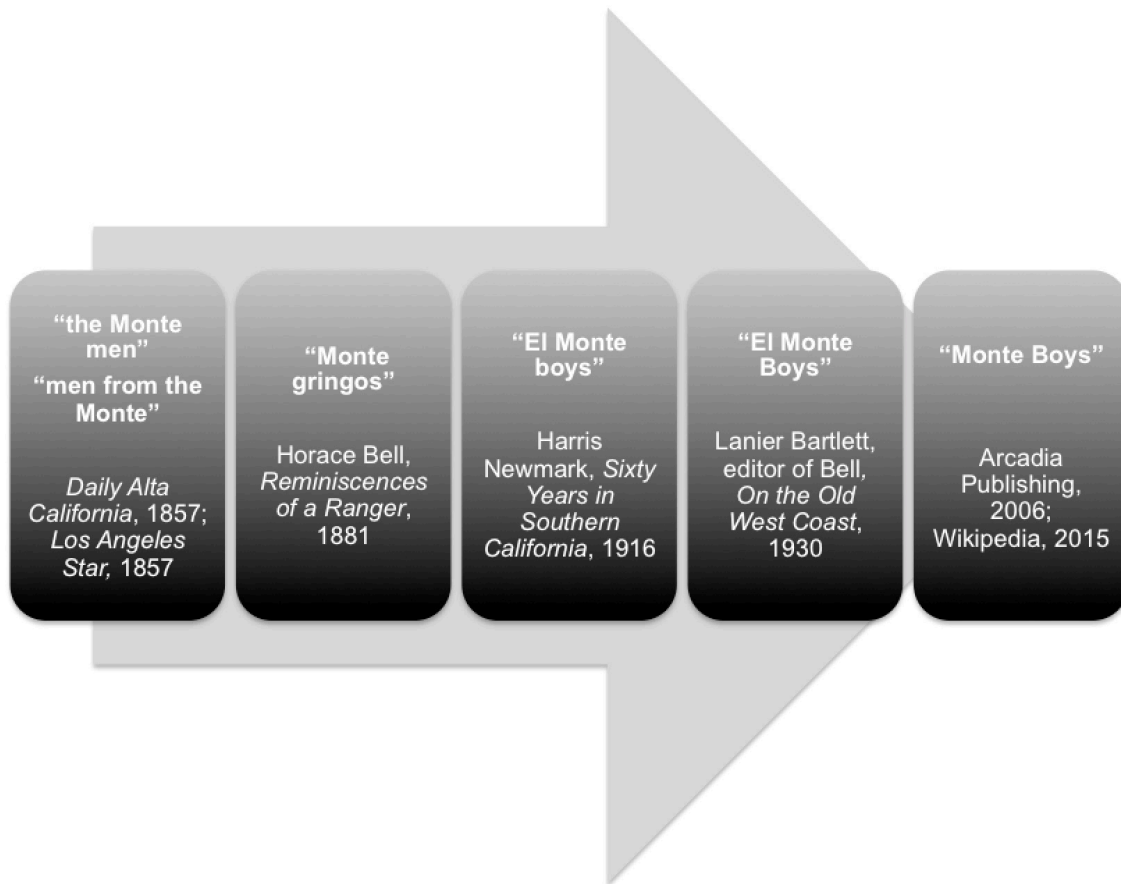 “the Monte
men”
“men from the
Monte”
Daily Alta
California, 1857;
Los Angeles
Star, 1857
“Monte
gringos”
Horace Bell,
Reminiscences
of a Ranger,
1881
“El Monte
boys”
Harris
Newmark, Sixty
Years in
Southern
California, 1916
“El Monte
Boys”
Lanier Bartlett,
editor of Bell,
On the Old
West Coast,
1930
“Monte Boys”
Arcadia
Publishing,
2006;
Wikipedia, 2015